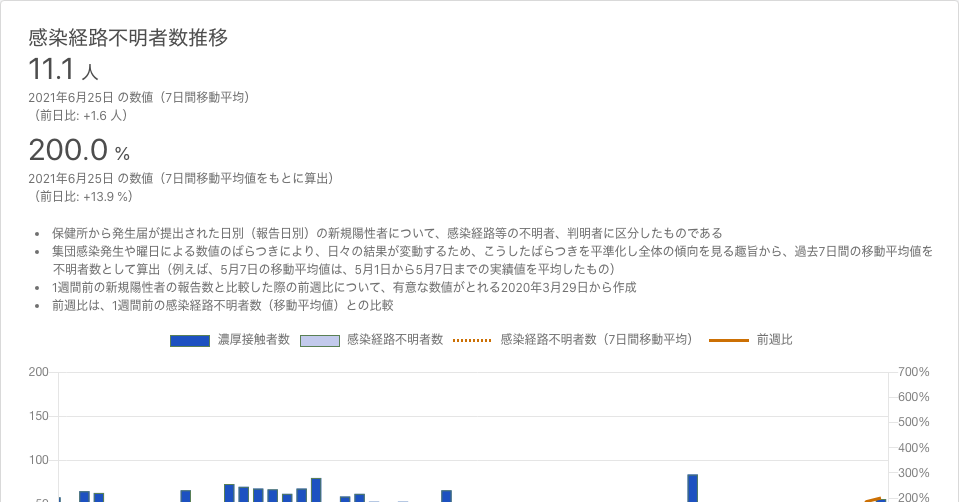 感染経路不明者数推移
11.1 人
2021年6月25日 の数値（7日間移動平均）
（前日比: +1.6 人）
200.0 %
2021年6月25日 の数値（7日間移動平均値をもとに算出）
（前日比: +13.9 %）
• 保健所から発生届が提出された日別（報告日別）の新規陽性者について、感染経路等の不明者、判明者に区分したものである
• 集団感染発生や曜日による数値のばらつきにより、日々の結果が変動するため、こうしたばらつきを平準化し全体の傾向を見る趣旨から、過去7日間の移動平均値を
不明者数として算出（例えば、5月7日の移動平均値は、5月1日から5月7日までの実績値を平均したもの）
• 1週間前の新規陽性者の報告数と比較した際の前週比について、有意な数値がとれる2020年3月29日から作成
• 前週比は、1週間前の感染経路不明者数（移動平均値）との比較
濃厚接触者数 感染経路不明者数 感染経路不明者数（7日間移動平均） 前週比
200 700%
600%
150 500%
400%
100
300%
50 200%